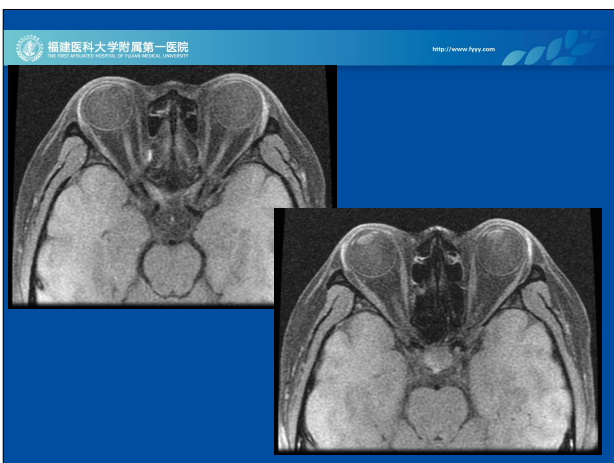 福建医科大学附属第一医院
THE FIRST AFFILIATED HOSPITAL OF FUJIAN MEDICAL UNIVERSITY
http://www.fyyy.com